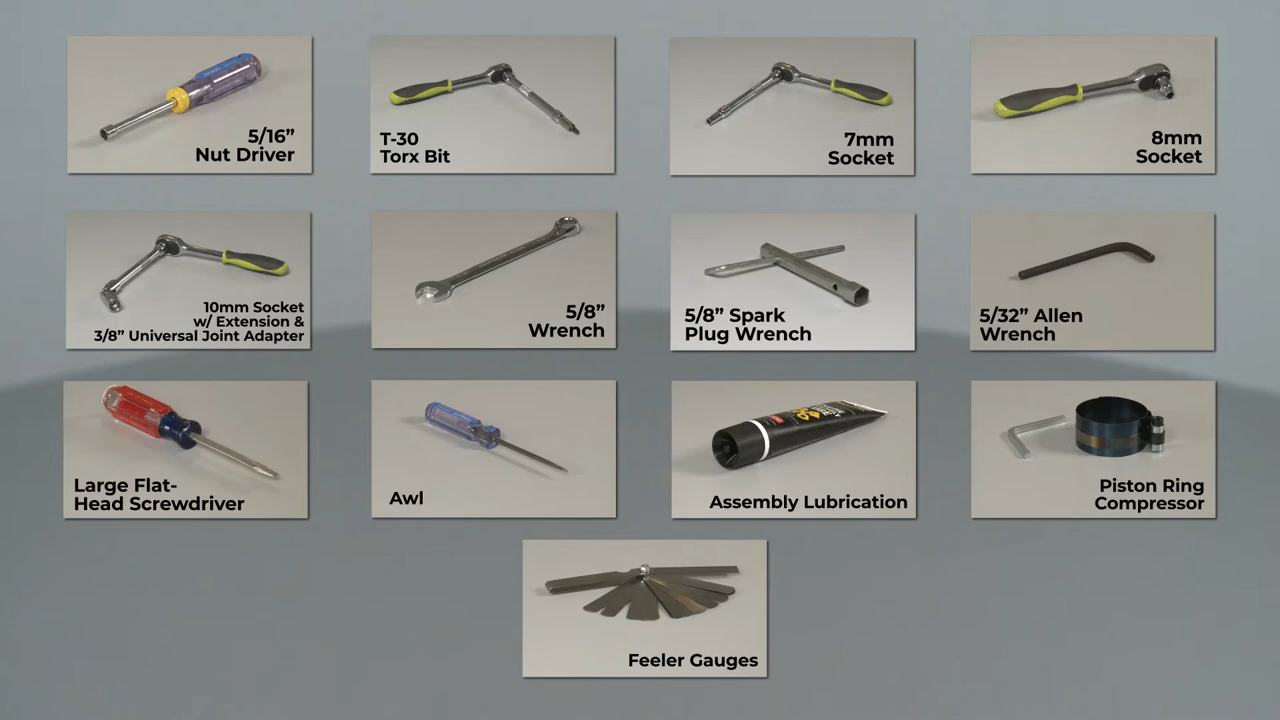 5/16”
Nut Driver
T-30
Torx Bit
7mm
Socket
8mm
Socket
10mm Socket
w/ Extension &
3/8” Universal Joint Adapter
5/8”
Wrench
5/8” Spark
Plug Wrench
5/32” Allen
Wrench
Large Flat-
Head Screwdriver
Awl
Assembly Lubrication
Piston Ring
Compressor
Feeler Gauges